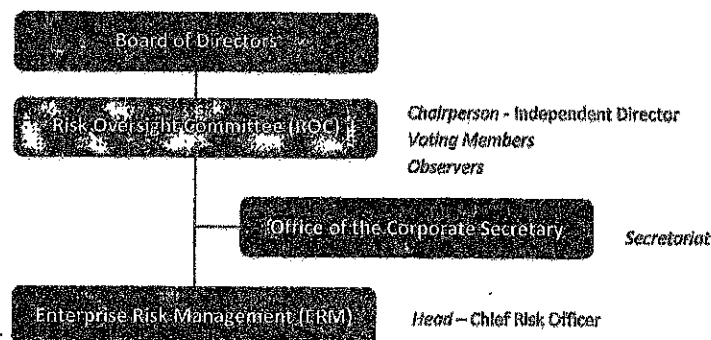 Board of Directors
Risk Oversight Committee (ROC)
Chairperson - Independent Director
Voting Members
Observers
Office of the Corporate Secretary
Secretariat
Enterprise Risk Management (ERM)
Head – Chief Risk Officer